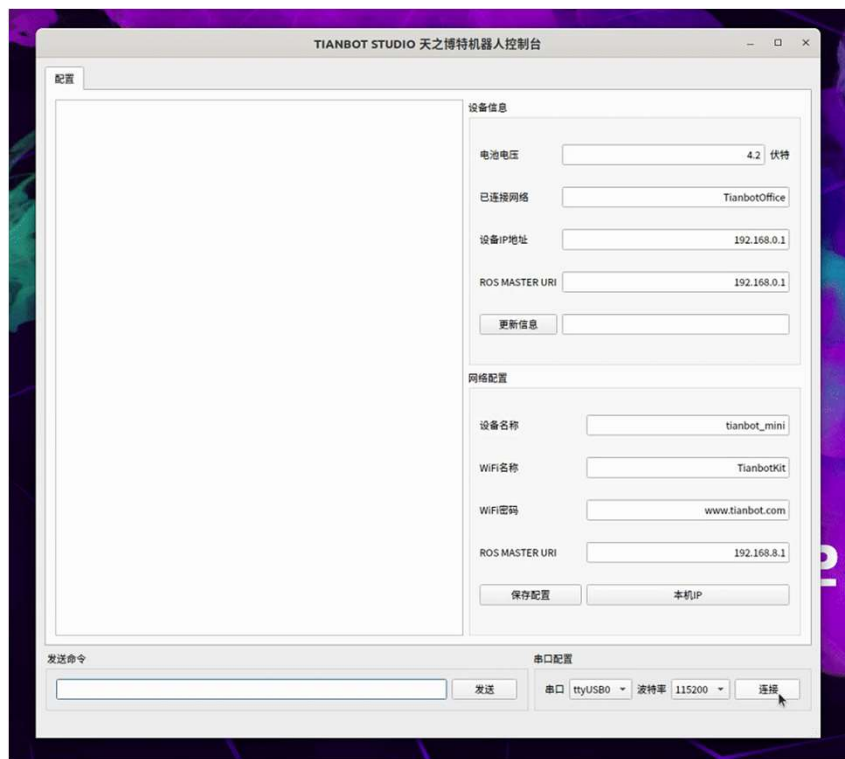 TIANBOT STUDIO 天之博特机器人控制台
配置
设备信息
电池电压 4.2 伏特
已连接网络 TianbotOffice
设备IP地址 192.168.0.1
ROS MASTER URI 192.168.0.1
更新信息
网络配置
设备名称 tianbot_mini
WiFi名称 TianbotKit
WiFi密码 www.tianbot.com
ROS MASTER URI 192.168.8.1
保存配置 本机IP
发送命令 串口配置
发送 串口 ttyUSB0 波特率 115200 连接